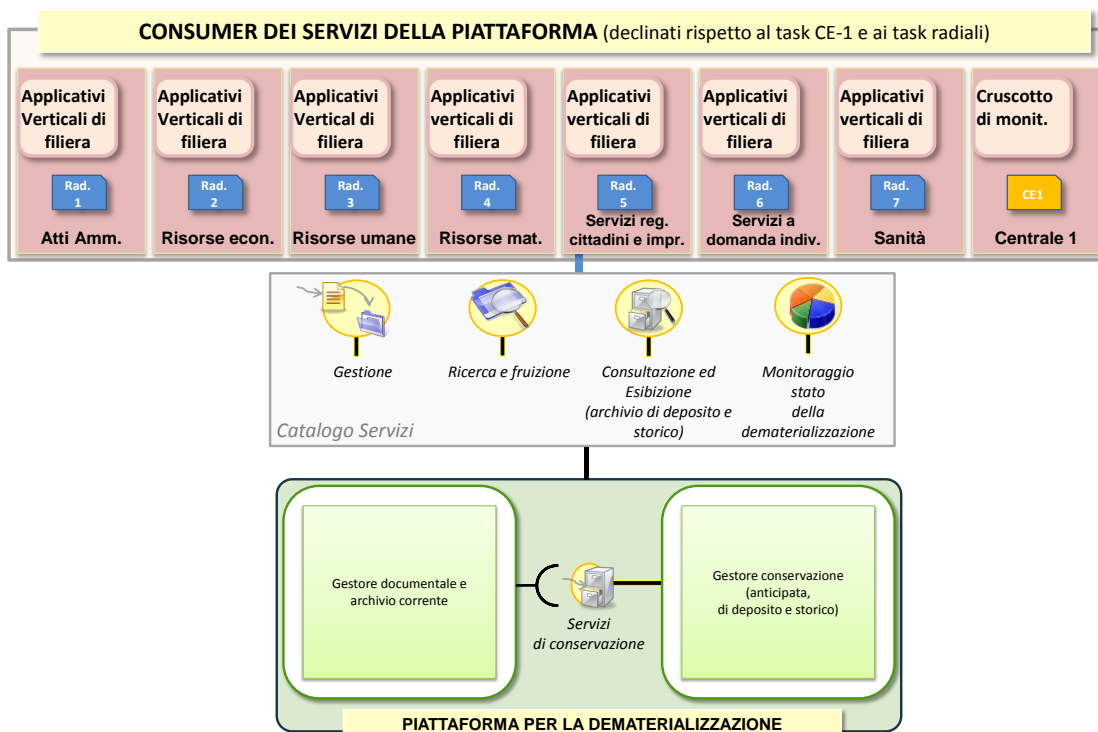 CONSUMER DEI SERVIZI DELLA PIATTAFORMA (declinati rispetto al task CE-1 e ai task radiali)
Applicativi
Verticali di
filiera
Rad.
1
Atti Amm.
Applicativi
Verticali di
filiera
Rad.
2
Risorse econ.
Applicativi
Vertical di
filiera
Rad.
3
Risorse umane
Applicativi
verticali di
filiera
Rad.
4
Risorse mat.
Applicativi
verticali di
filiera
Rad.
5
Servizi reg.
cittadini e impr.
Applicativi
verticali di
filiera
Rad.
6
Servizi a
domanda indiv.
Applicativi
verticali di
filiera
Rad.
7
Sanità
Cruscotto
di monit.
CE1
Centrale 1
Gestione
Ricerca e fruizione
Consultazione ed
Esibizione
(archivio di deposito e
storico)
Monitoraggio
stato
della
dematerializzazione
Catalogo Servizi
Gestore documentale e
archivio corrente
Servizi
di conservazione
Gestore conservazione
(anticipata,
di deposito e storico)
PIATTAFORMA PER LA DEMATERIALIZZAZIONE